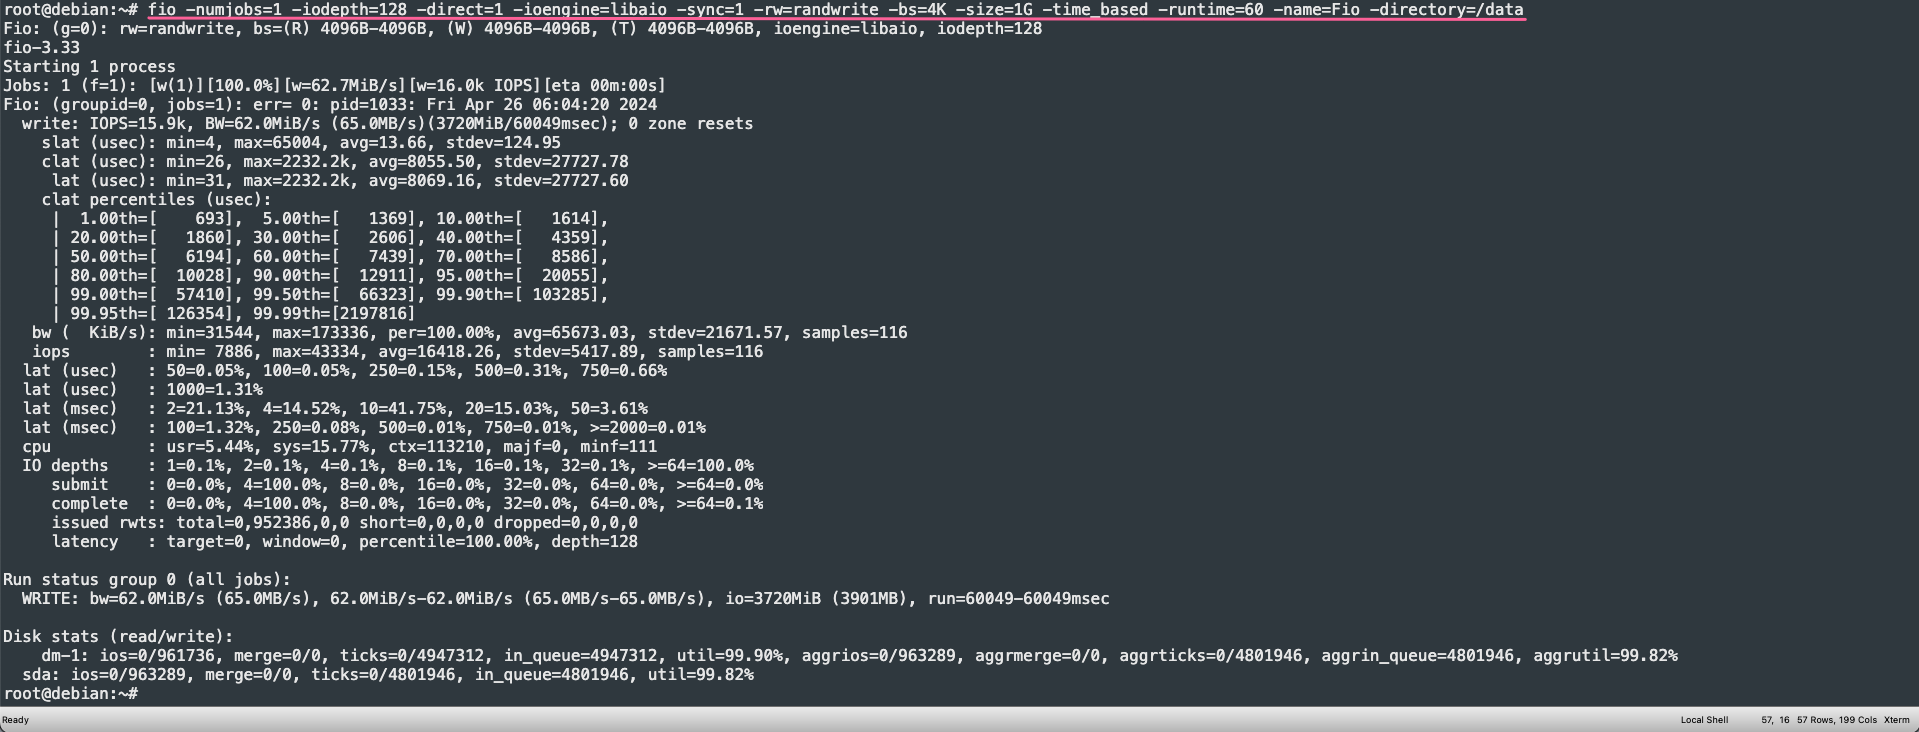 root@debian:~# fio -numjobs=1 -iodepth=128 -direct=1 -ioengine=libaio -sync=1 -rw=randwrite -bs=4K -size=1G -time_based -runtime=60 -name=Fio -directory=/data
Fio: (g=0): rw=randwrite, bs=(R) 4096B-4096B, (W) 4096B-4096B, (T) 4096B-4096B, ioengine=libaio, iodepth=128
fio-3.33
Starting 1 process
Jobs: 1 (f=1): [w(1)][100.0%][w=62.7MiB/s][w=16.0k IOPS][eta 00m:00s]
Fio: (groupid=0, jobs=1): err= 0: pid=1033: Fri Apr 26 06:04:20 2024
  write: IOPS=15.9k, BW=62.0MiB/s (65.0MB/s)(3720MiB/60049msec); 0 zone resets
    slat (usec): min=4, max=65004, avg=13.66, stdev=124.95
    clat (usec): min=26, max=2232.2k, avg=8055.50, stdev=27727.78
     lat (usec): min=31, max=2232.2k, avg=8069.16, stdev=27727.60
    clat percentiles (usec):
     |  1.00th=[    693],  5.00th=[   1369], 10.00th=[   1614],
     | 20.00th=[   1860], 30.00th=[   2606], 40.00th=[   4359],
     | 50.00th=[   6194], 60.00th=[   7439], 70.00th=[   8586],
     | 80.00th=[  10028], 90.00th=[  12911], 95.00th=[  20055],
     | 99.00th=[  57410], 99.50th=[  66323], 99.90th=[ 103285],
     | 99.95th=[ 126354], 99.99th=[2197816]
   bw (  KiB/s): min=31544, max=173336, per=100.00%, avg=65673.03, stdev=21671.57, samples=116
   iops        : min= 7886, max=43334, avg=16418.26, stdev=5417.89, samples=116
  lat (usec)   : 50=0.05%, 100=0.05%, 250=0.15%, 500=0.31%, 750=0.66%
  lat (usec)   : 1000=1.31%
  lat (msec)   : 2=21.13%, 4=14.52%, 10=41.75%, 20=15.03%, 50=3.61%
  lat (msec)   : 100=1.32%, 250=0.08%, 500=0.01%, 750=0.01%, >=2000=0.01%
  cpu          : usr=5.44%, sys=15.77%, ctx=113210, majf=0, minf=111
  IO depths    : 1=0.1%, 2=0.1%, 4=0.1%, 8=0.1%, 16=0.1%, 32=0.1%, >=64=100.0%
     submit    : 0=0.0%, 4=100.0%, 8=0.0%, 16=0.0%, 32=0.0%, 64=0.0%, >=64=0.0%
     complete  : 0=0.0%, 4=100.0%, 8=0.0%, 16=0.0%, 32=0.0%, 64=0.0%, >=64=0.1%
     issued rwts: total=0,952386,0,0 short=0,0,0,0 dropped=0,0,0,0
     latency   : target=0, window=0, percentile=100.00%, depth=128
Run status group 0 (all jobs):
  WRITE: bw=62.0MiB/s (65.0MB/s), 62.0MiB/s-62.0MiB/s (65.0MB/s-65.0MB/s), io=3720MiB (3901MB), run=60049-60049msec
Disk stats (read/write):
    dm-1: ios=0/961736, merge=0/0, ticks=0/4947312, in_queue=4947312, util=99.90%, aggrios=0/963289, aggrmerge=0/0, aggrticks=0/4801946, aggrin_queue=4801946, aggrutil=99.82%
  sda: ios=0/963289, merge=0/0, ticks=0/4801946, in_queue=4801946, util=99.82%
root@debian:~#
Ready Local Shell 57, 16 57 Rows, 199 Cols Xterm